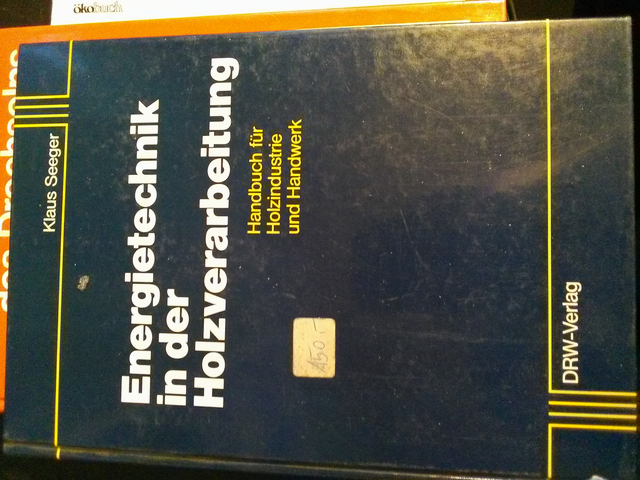 Klaus Seeger
Energietechnik
in der
Holzverarbeitung
Handbuch für
Holzindustrie
und Handwerk
DRW-Verlag
ökobuch